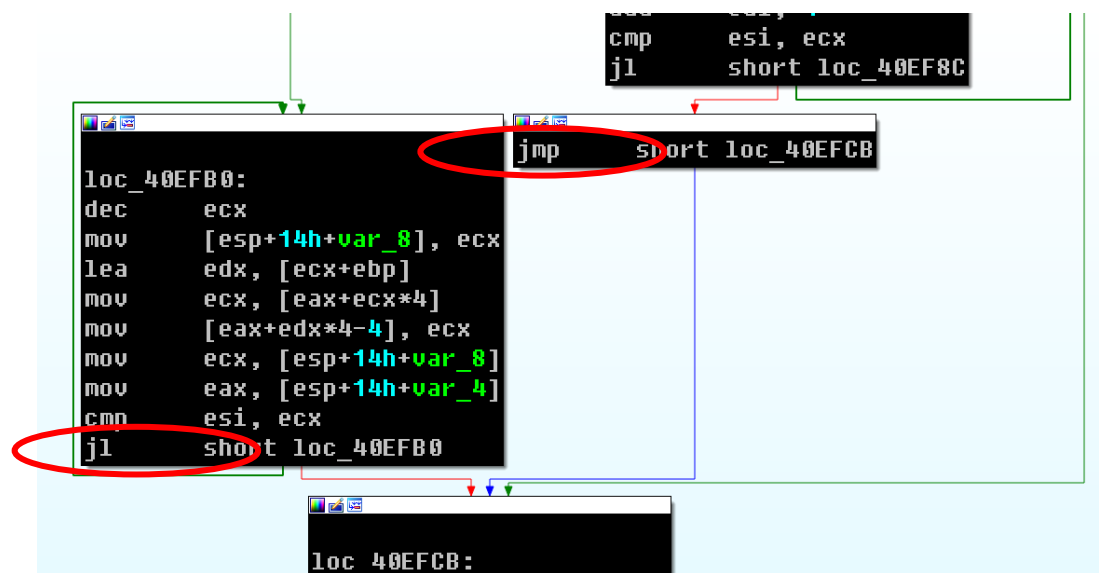 cmp esi, ecx
jl short loc_40EF8C
jmp short loc_40EFCB
loc_40EFB0:
dec ecx
mov [esp+14h+var_8], ecx
lea edx, [ecx+ebp]
mov ecx, [eax+ecx*4]
mov [eax+edx*4-4], ecx
mov ecx, [esp+14h+var_8]
mov eax, [esp+14h+var_4]
cmp esi, ecx
jl short loc_40EFB0
loc_40EFCB: